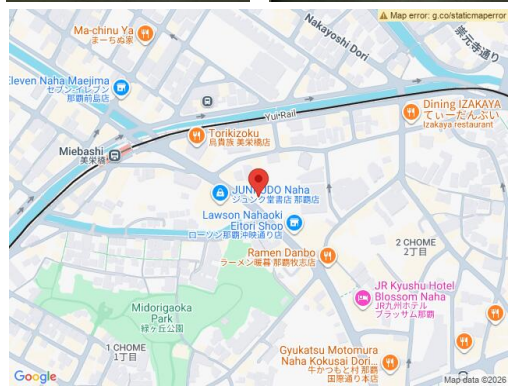 Map error: g.co/staticmaperror
Ma-chinu Ya
まーちぬ家
Nakayoshi Dori
崇元寺通り
Eleven Naha Maejima
セブン-イレブン
那覇前島店
Dining IZAKAYA
てぃーだんぶい
Izakaya restaurant
Yui Rail
Torikizoku
鳥貴族 美栄橋店
Miebashi
美栄橋
JUNKUDO Naha
ジュンク堂書店 那覇店
Lawson Nahaoki
Eitori Shop
ローソン那覇沖映通り店
Ramen Danbo
ラーメン暖暮 那覇牧志店
2 CHOME
2丁目
JR Kyushu Hotel
Blossom Naha
JR九州ホテル
ブラッサム那覇
Midorigaoka
Park
緑ヶ丘公園
1 CHOME
1丁目
Gyukatsu Motomura
Naha Kokusai Dori...
牛かつもと村 那覇
国際通り本店
Google
Map data ©2026